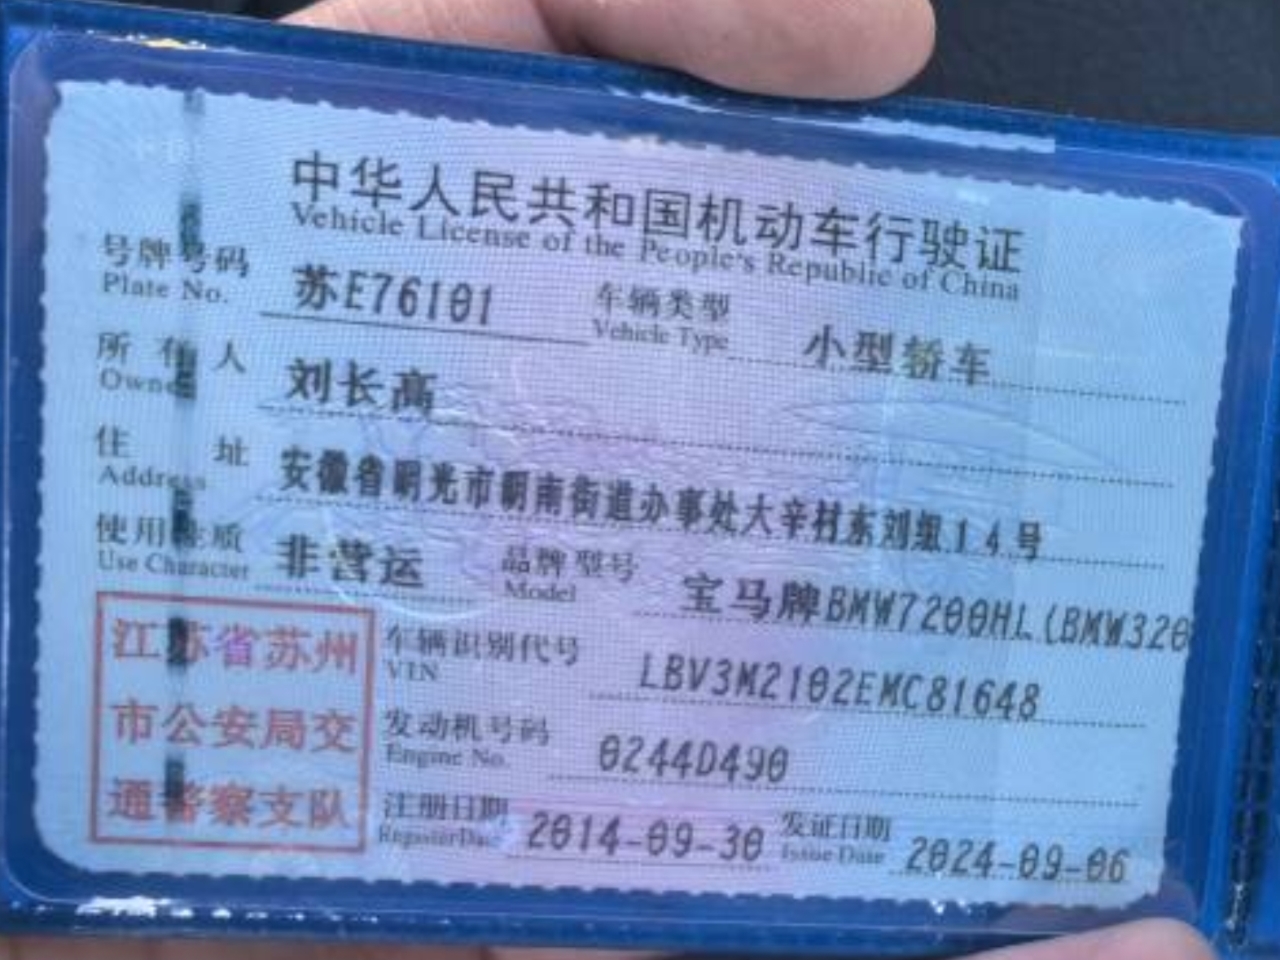 中华人民共和国机动车行驶证
Vehicle License of the People's Republic of China
号牌号码 苏E76101 车辆类型 小型轿车
Plate No. Vehicle Type
所有人 刘长高
Owner
住址 安徽省明光市明南街道办事处大辛村东刘组14号
Address
使用性质 非营运 品牌型号 宝马牌BMW7200HL(BMW320
Use Character Model
江苏省苏州
市公安局交
通警察支队
车辆识别代号 LBV3M2102EMC81648
VIN
发动机号码 0244D490
Engine No.
注册日期 2014-09-30 发证日期 2024-09-06
Register Date Issue Date